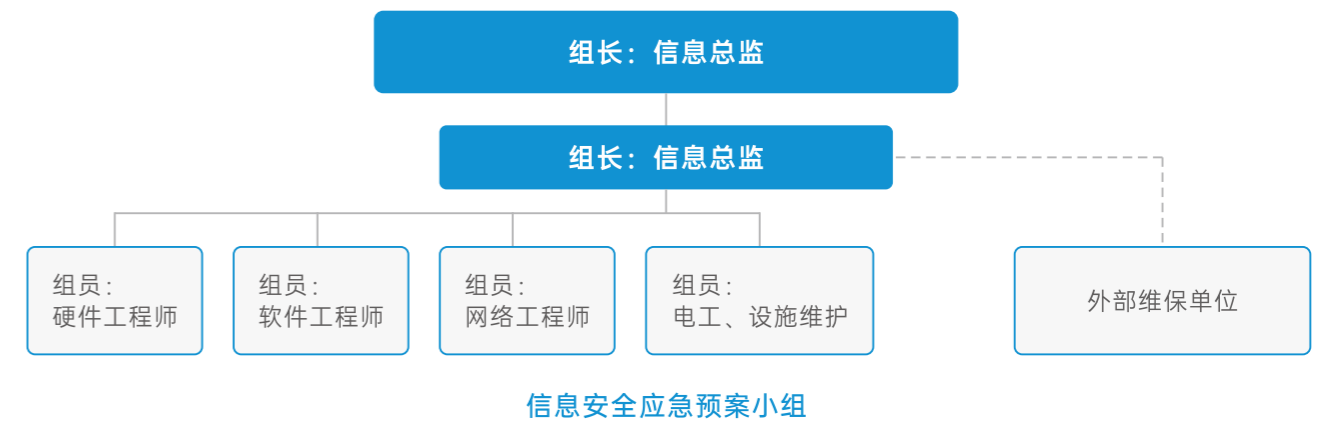 组长：信息总监
组长：信息总监
组员：
硬件工程师
组员：
软件工程师
组员：
网络工程师
组员：
电工、设施维护
外部维保单位
信息安全应急预案小组